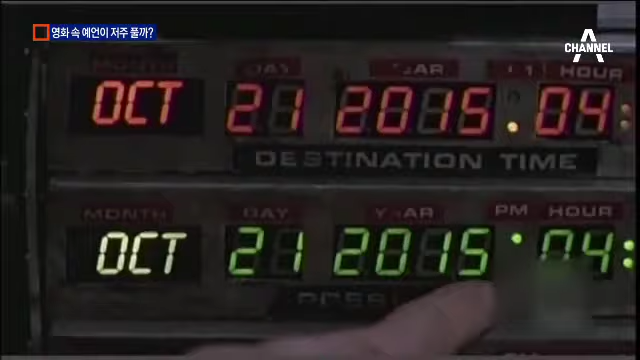 영화 속 예언이 저주 풀까?
CHANNEL A
MONTH DAY YEAR HOUR
OCT 21 2015 04:
DESTINATION TIME
MONTH DAY YEAR PM HOUR
OCT 21 2015 04: